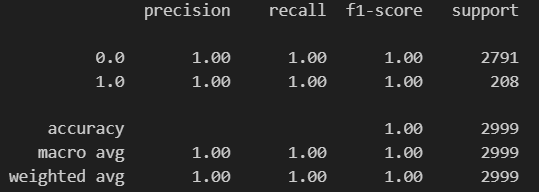 precision recall f1-score support
0.0 1.00 1.00 1.00 2791
1.0 1.00 1.00 1.00 208
accuracy 1.00 2999
macro avg 1.00 1.00 1.00 2999
weighted avg 1.00 1.00 1.00 2999